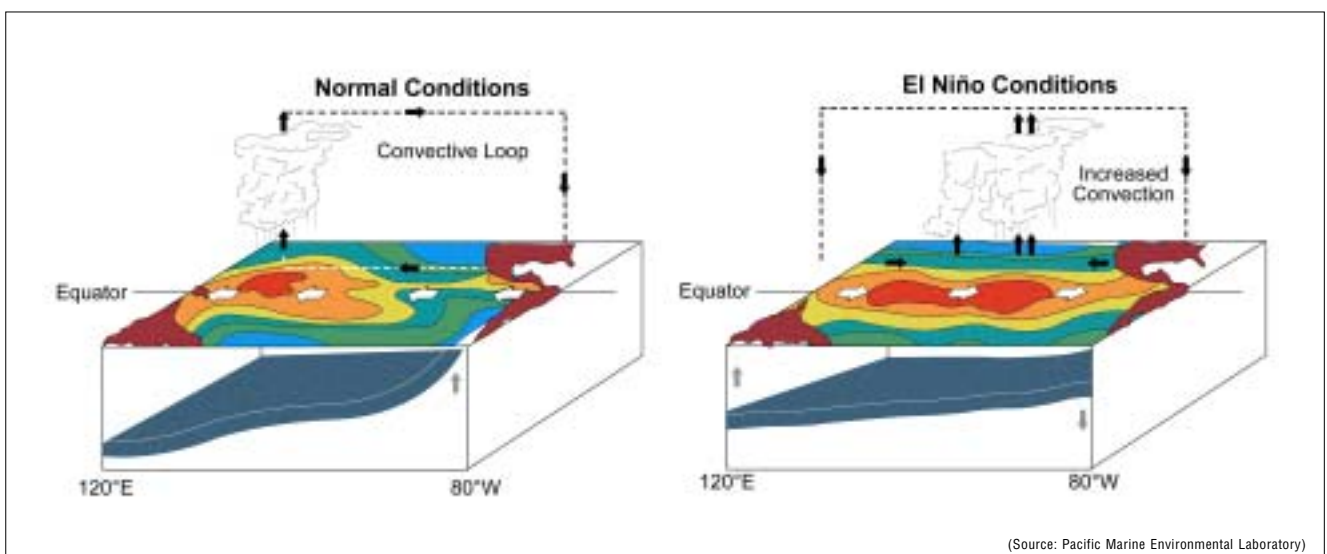 Normal Conditions
Convective Loop
Equator
120°E
80°W
El Niño Conditions
Increased
Convection
Equator
120°E
80°W
(Source: Pacific Marine Environmental Laboratory)